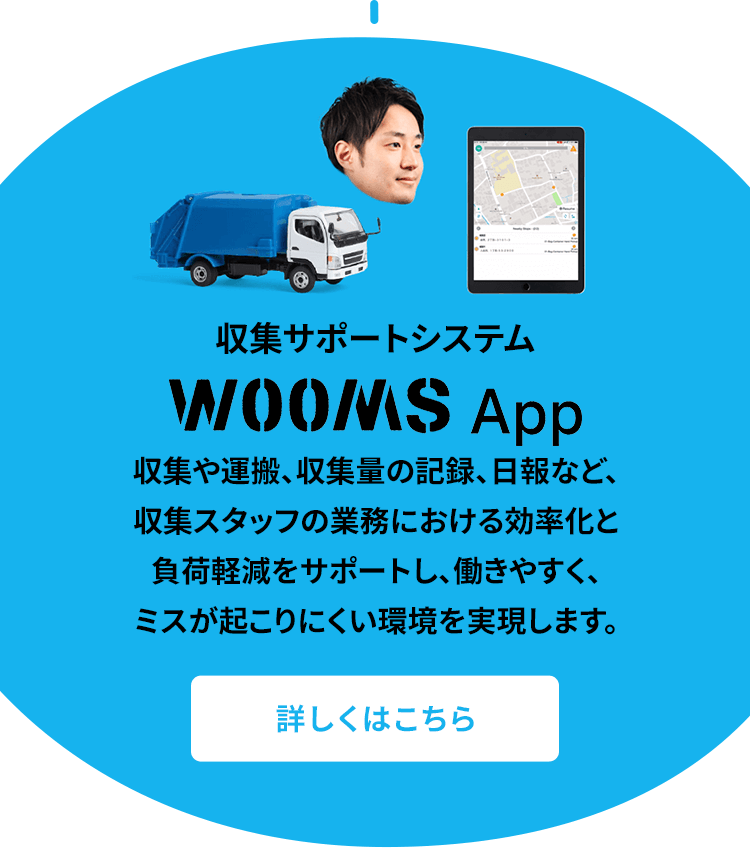 収集サポートシステム
WOOMS App
収集や運搬、収集量の記録、日報など、
収集スタッフの業務における効率化と
負荷軽減をサポートし、働きやすく、
ミスが起こりにくい環境を実現します。
詳しくはこちら